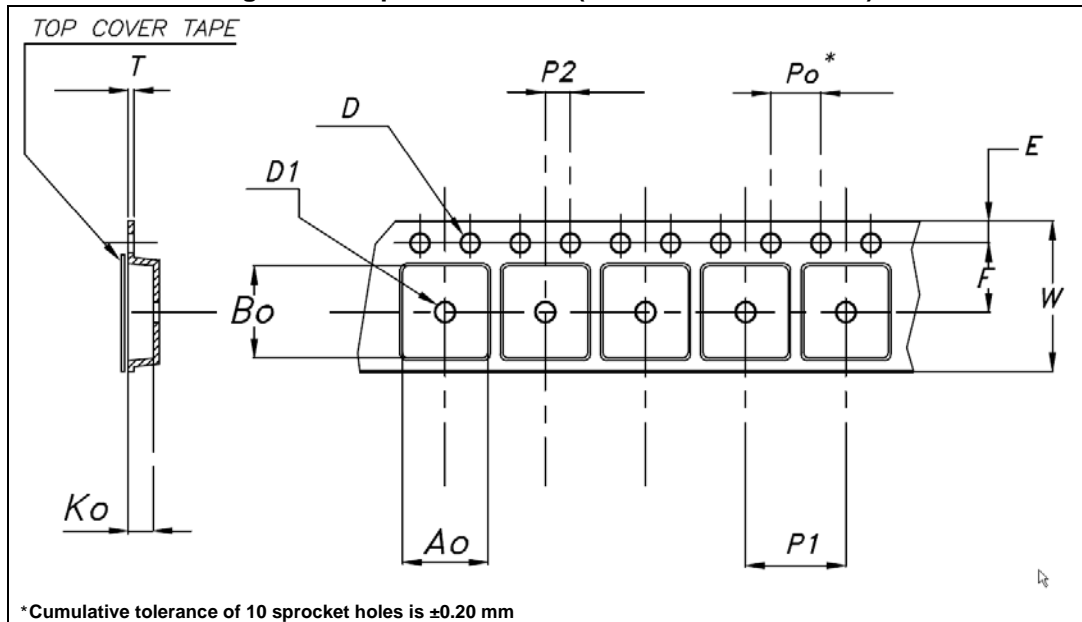 TOP COVER TAPE
T
P2
Po*
D
E
D1
F
W
Bo
Ko
Ao
P1
*Cumulative tolerance of 10 sprocket holes is ±0.20 mm